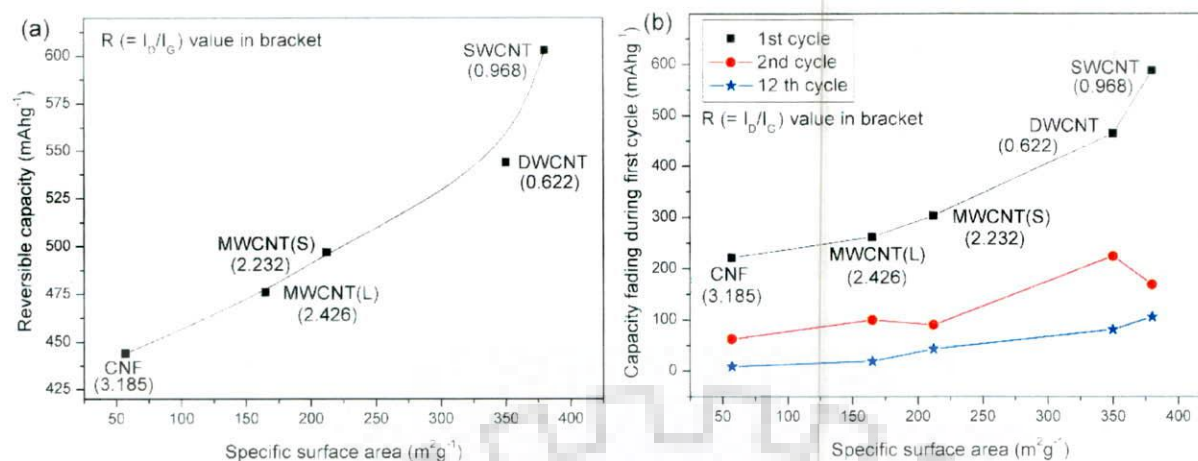 (a)
R (= I_D/I_G) value in bracket
600
575
550
525
500
475
450
425
Reversible capacity (mAhg⁻¹)
SWCNT
(0.968)
DWCNT
(0.622)
MWCNT(S)
(2.232)
MWCNT(L)
(2.426)
CNF
(3.185)
50 100 150 200 250 300 350 400
Specific surface area (m²g⁻¹)
(b)
1st cycle
2nd cycle
12 th cycle
R (= I_D/I_G) value in bracket
600
500
400
300
200
100
0
Capacity fading during first cycle (mAhg⁻¹)
SWCNT
(0.968)
DWCNT
(0.622)
MWCNT(S)
(2.232)
MWCNT(L)
(2.426)
CNF
(3.185)
50 100 150 200 250 300 350 400
Specific surface area (m²g⁻¹)